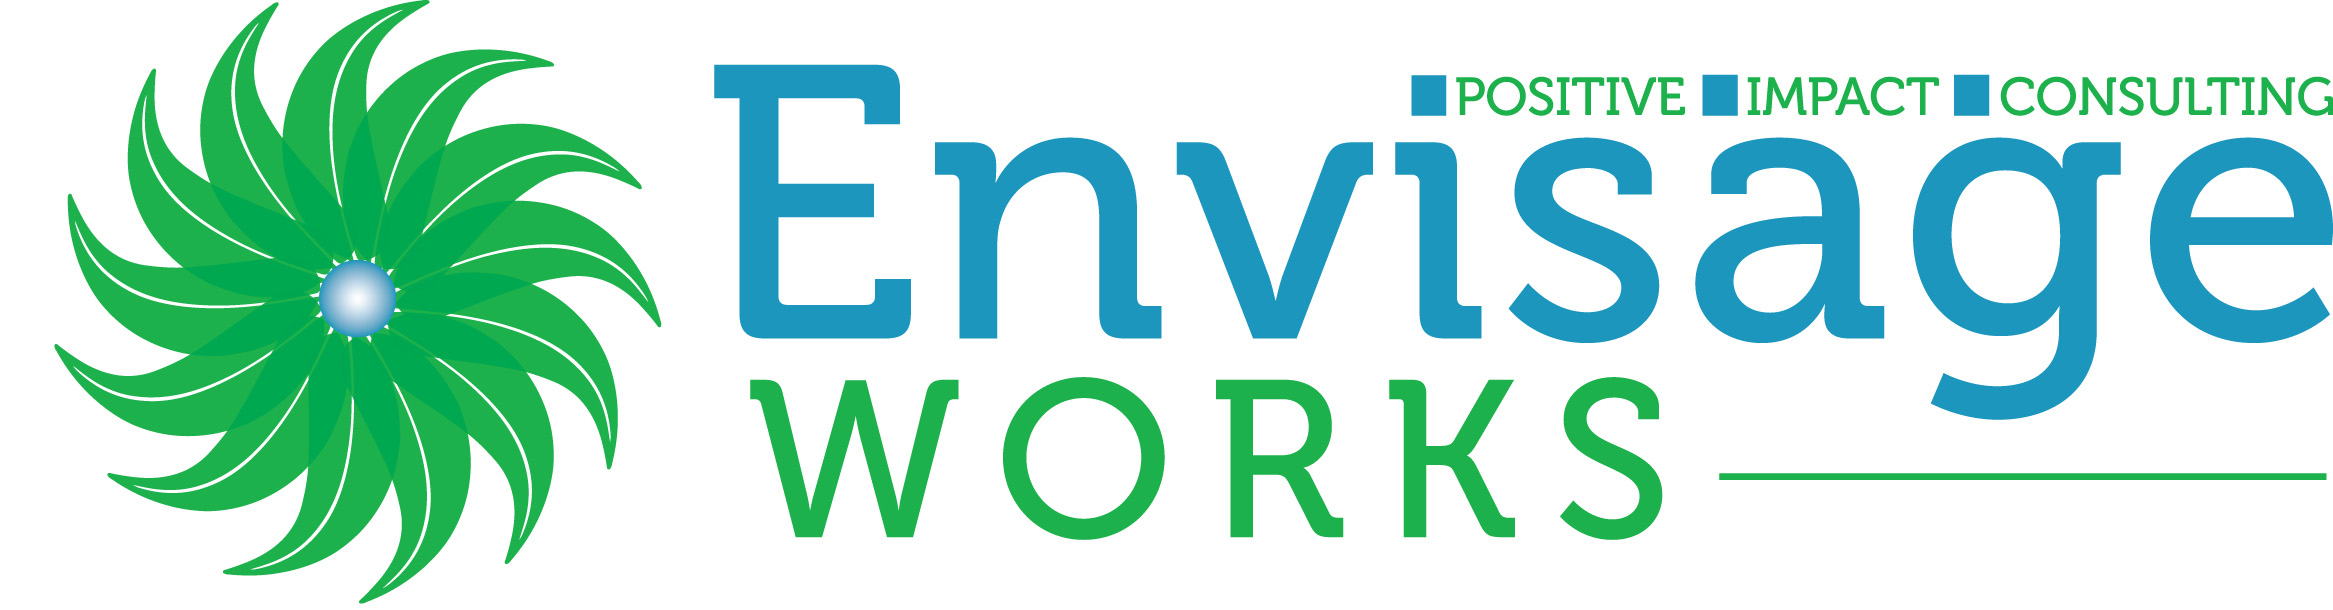 POSITIVE IMPACT CONSULTING
Envisage
WORKS